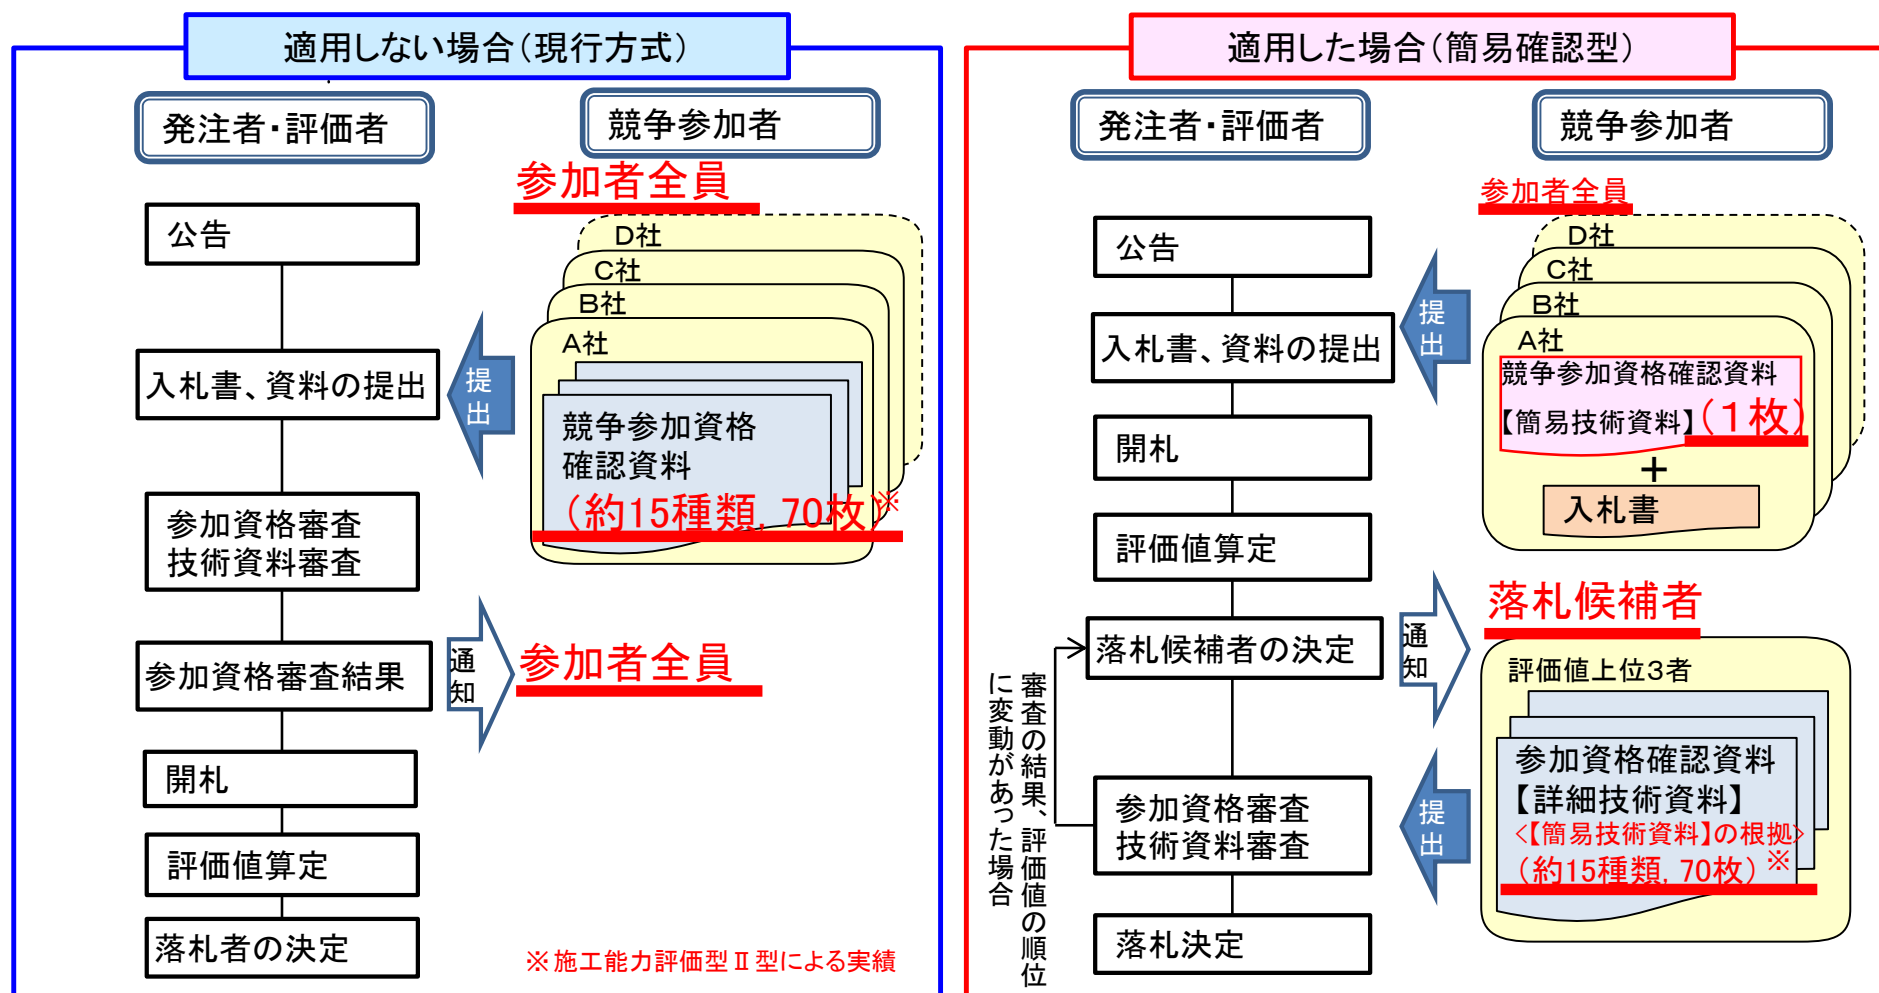 適用しない場合（現行方式）
発注者・評価者
競争参加者
参加者全員
公告
入札書、資料の提出
参加資格審査
技術資料審査
参加資格審査結果
開札
評価値算定
落札者の決定
提
出
D社
C社
B社
A社
競争参加資格
確認資料
（約15種類，70枚）※
通
知
参加者全員
※施工能力評価型Ⅱ型による実績
適用した場合（簡易確認型）
発注者・評価者
競争参加者
参加者全員
公告
入札書、資料の提出
開札
評価値算定
落札候補者の決定
参加資格審査
技術資料審査
落札決定
審査の結果、評価値の順位
に変動があった場合
提
出
D社
C社
B社
A社
競争参加資格確認資料
【簡易技術資料】（１枚）
＋
入札書
通
知
落札候補者
評価値上位３者
提
出
参加資格確認資料
【詳細技術資料】
<【簡易技術資料】の根拠>
（約15種類，70枚）※